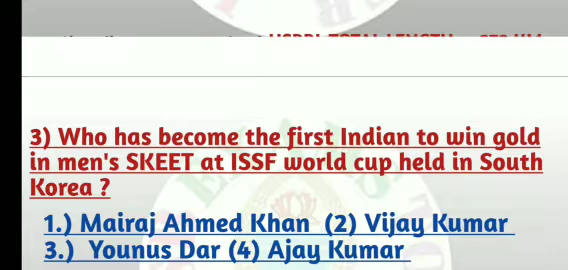 3) Who has become the first Indian to win gold
in men's SKEET at ISSF world cup held in South
Korea ?
1.) Mairaj Ahmed Khan (2) Vijay Kumar
3.) Younus Dar (4) Ajay Kumar